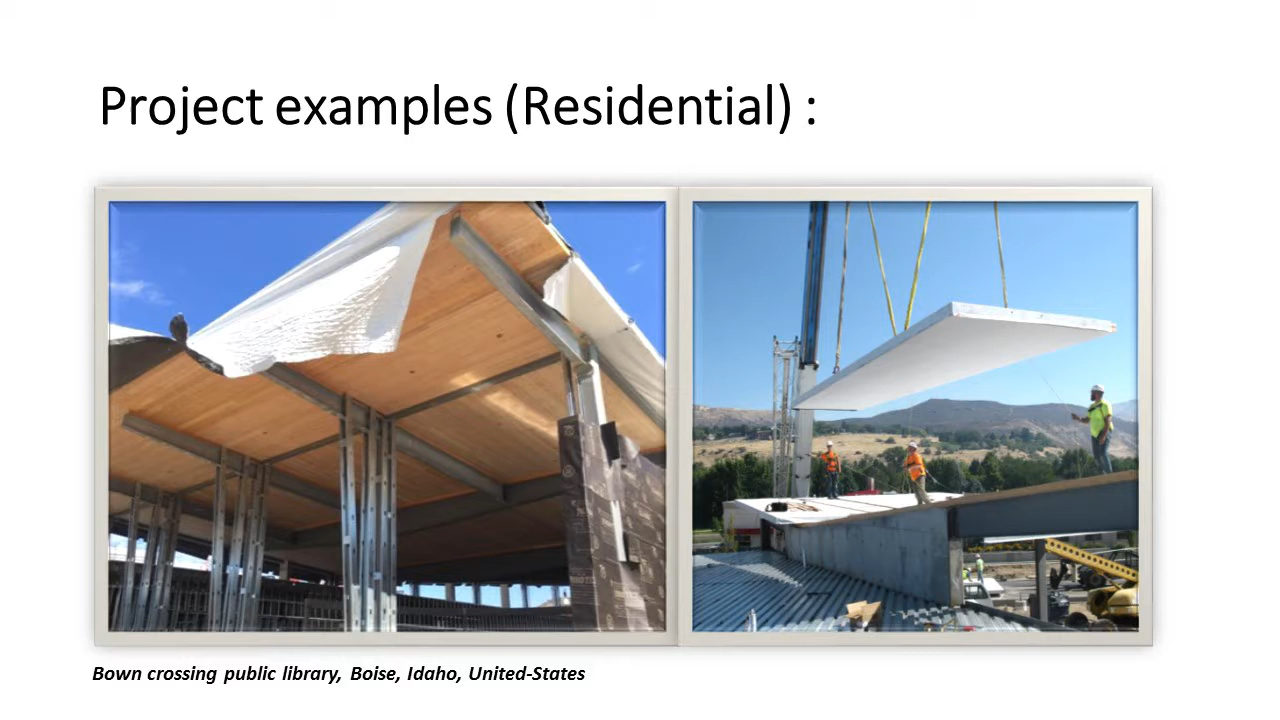 Project examples (Residential) :
Bown crossing public library, Boise, Idaho, United-States